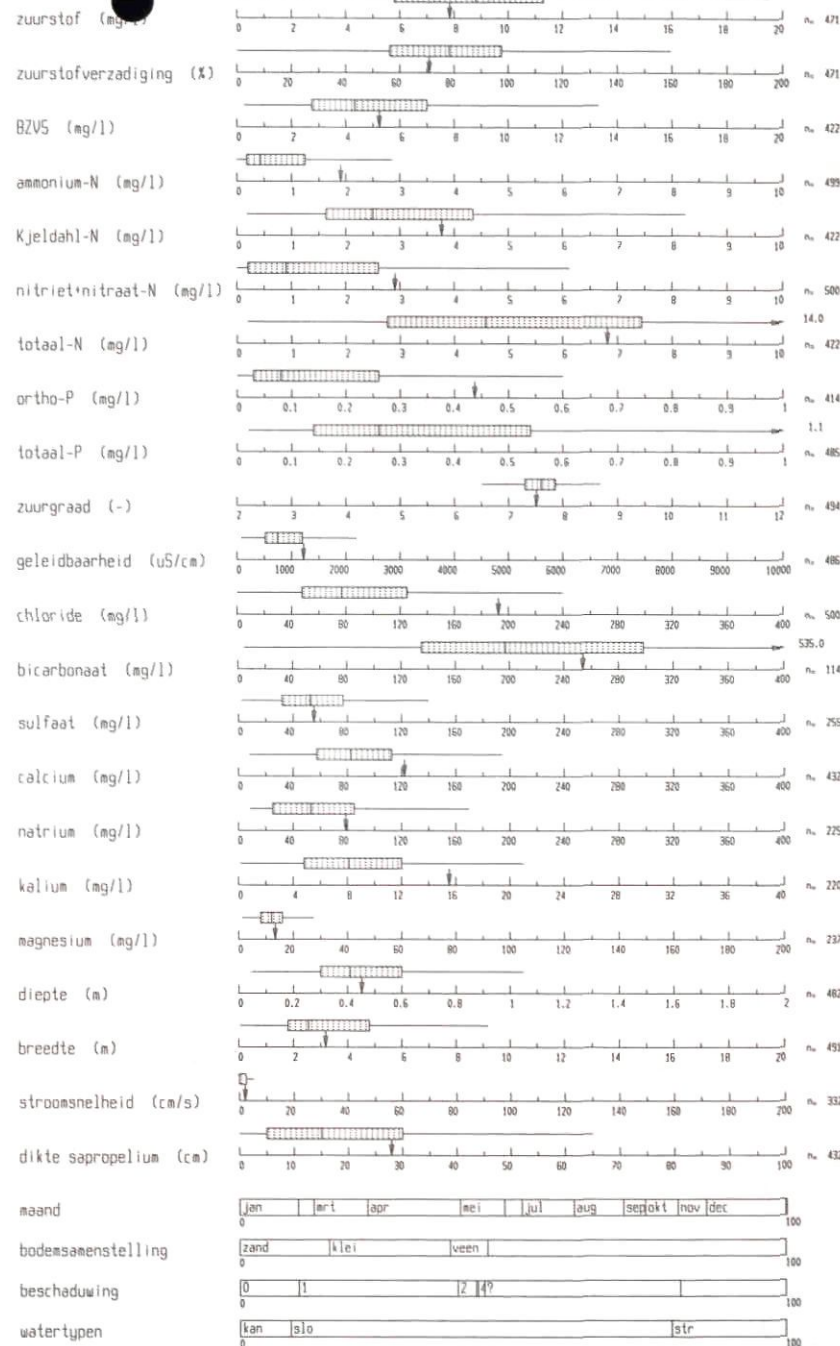 zuurstof (mg/l) 0 2 4 6 8 10 12 14 16 18 20 n= 471
zuurstofverzadiging (%) 0 20 40 60 80 100 120 140 160 180 200 n= 471
BZV5 (mg/l) 0 2 4 6 8 10 12 14 16 18 20 n= 422
ammonium-N (mg/l) 0 1 2 3 4 5 6 7 8 9 10 n= 499
Kjeldahl-N (mg/l) 0 1 2 3 4 5 6 7 8 9 10 n= 422
nitriet+nitraat-N (mg/l) 0 1 2 3 4 5 6 7 8 9 10 n= 500
14.0
totaal-N (mg/l) 0 1 2 3 4 5 6 7 8 9 10 n= 422
ortho-P (mg/l) 0 0.1 0.2 0.3 0.4 0.5 0.6 0.7 0.8 0.9 1 n= 414
1.1
totaal-P (mg/l) 0 0.1 0.2 0.3 0.4 0.5 0.6 0.7 0.8 0.9 1 n= 485
zuurgraad (-) 2 3 4 5 6 7 8 9 10 11 12 n= 494
geleidbaarheid (uS/cm) 0 1000 2000 3000 4000 5000 6000 7000 8000 9000 10000 n= 486
chloride (mg/l) 0 40 80 120 160 200 240 280 320 360 400 n= 500
535.0
bicarbonaat (mg/l) 0 40 80 120 160 200 240 280 320 360 400 n= 114
sulfaat (mg/l) 0 40 80 120 160 200 240 280 320 360 400 n= 255
calcium (mg/l) 0 40 80 120 160 200 240 280 320 360 400 n= 432
natrium (mg/l) 0 40 80 120 160 200 240 280 320 360 400 n= 225
kalium (mg/l) 0 4 8 12 16 20 24 28 32 36 40 n= 220
magnesium (mg/l) 0 20 40 60 80 100 120 140 160 180 200 n= 237
diepte (m) 0 0.2 0.4 0.6 0.8 1 1.2 1.4 1.6 1.8 2 n= 482
breedte (m) 0 2 4 6 8 10 12 14 16 18 20 n= 491
stroomsnelheid (cm/s) 0 20 40 60 80 100 120 140 160 180 200 n= 332
dikte sapropelium (cm) 0 10 20 30 40 50 60 70 80 90 100 n= 432
maand jan mrt apr mei jul aug sep okt nov dec
0 100
bodemsamenstelling zand klei veen
0 100
beschaduwing 0 1 2 4?
0 100
watertypen kan slo str
0 100